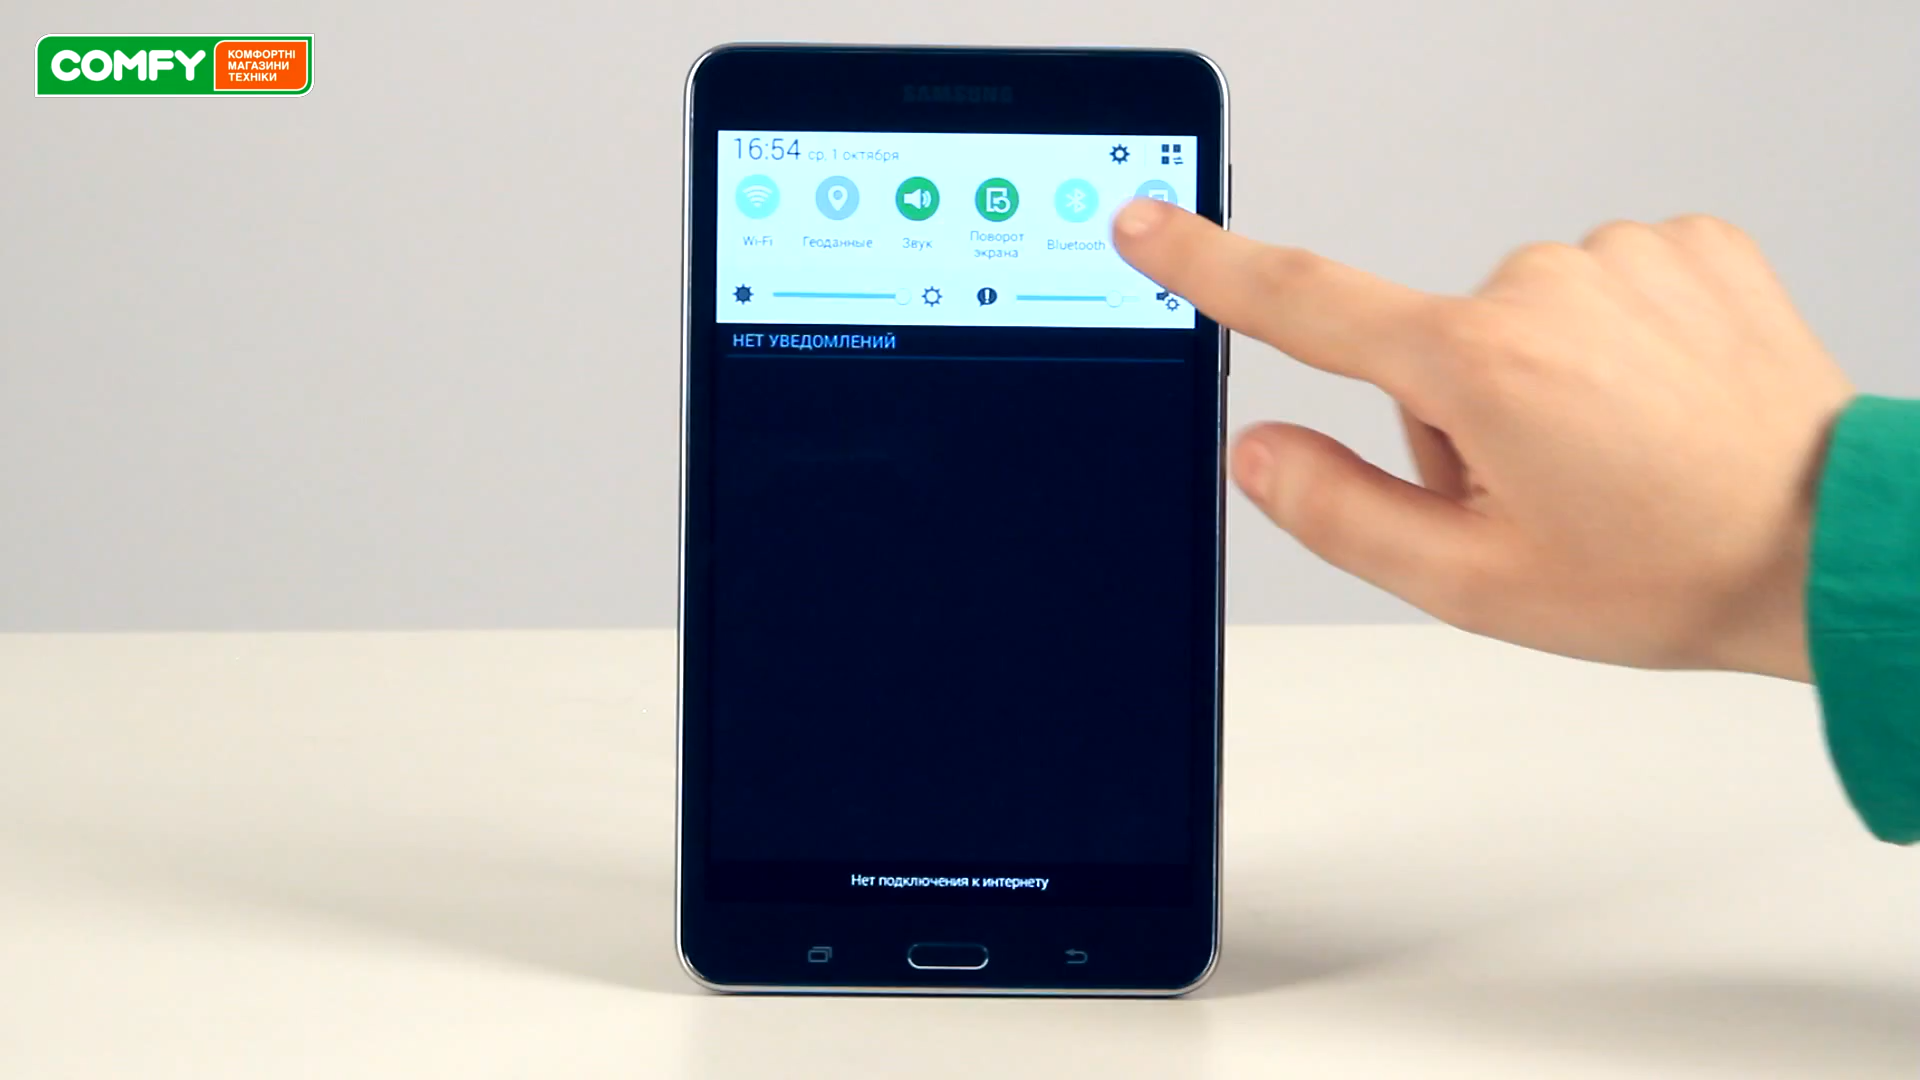 COMFY
КОМФОРТНІ
МАГАЗИНИ
ТЕХНІКИ
SAMSUNG
16:54 ср, 1 октября
Wi-Fi
Геоданные
Звук
Поворот
экрана
Bluetooth
НЕТ УВЕДОМЛЕНИЙ
Нет подключения к интернету